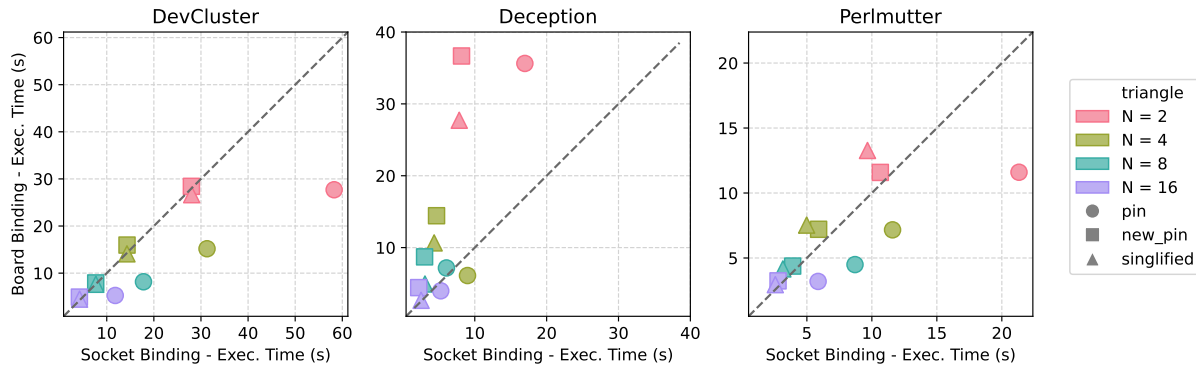 DevCluster
Deception
Perlmutter
Board Binding - Exec. Time (s)
60
50
40
30
20
10
10
20
30
40
50
60
Socket Binding - Exec. Time (s)
40
30
20
10
10
20
30
40
Socket Binding - Exec. Time (s)
20
15
10
5
5
10
15
20
Socket Binding - Exec. Time (s)
triangle
N = 2
N = 4
N = 8
N = 16
pin
new_pin
singlified